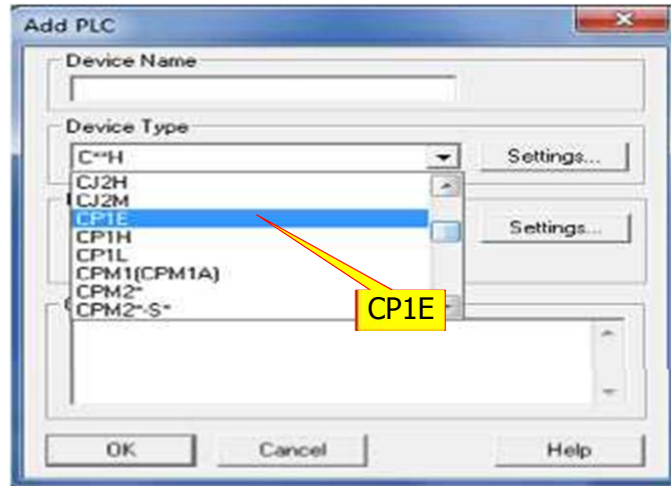 Add PLC
Device Name
Device Type
C**H
Settings...
CJ2H
CJ2M
CP1E
CP1H
Settings...
CP1L
CPM1(CPM1A)
CPM2*
CPM2*-S*
CP1E
OK
Cancel
Help